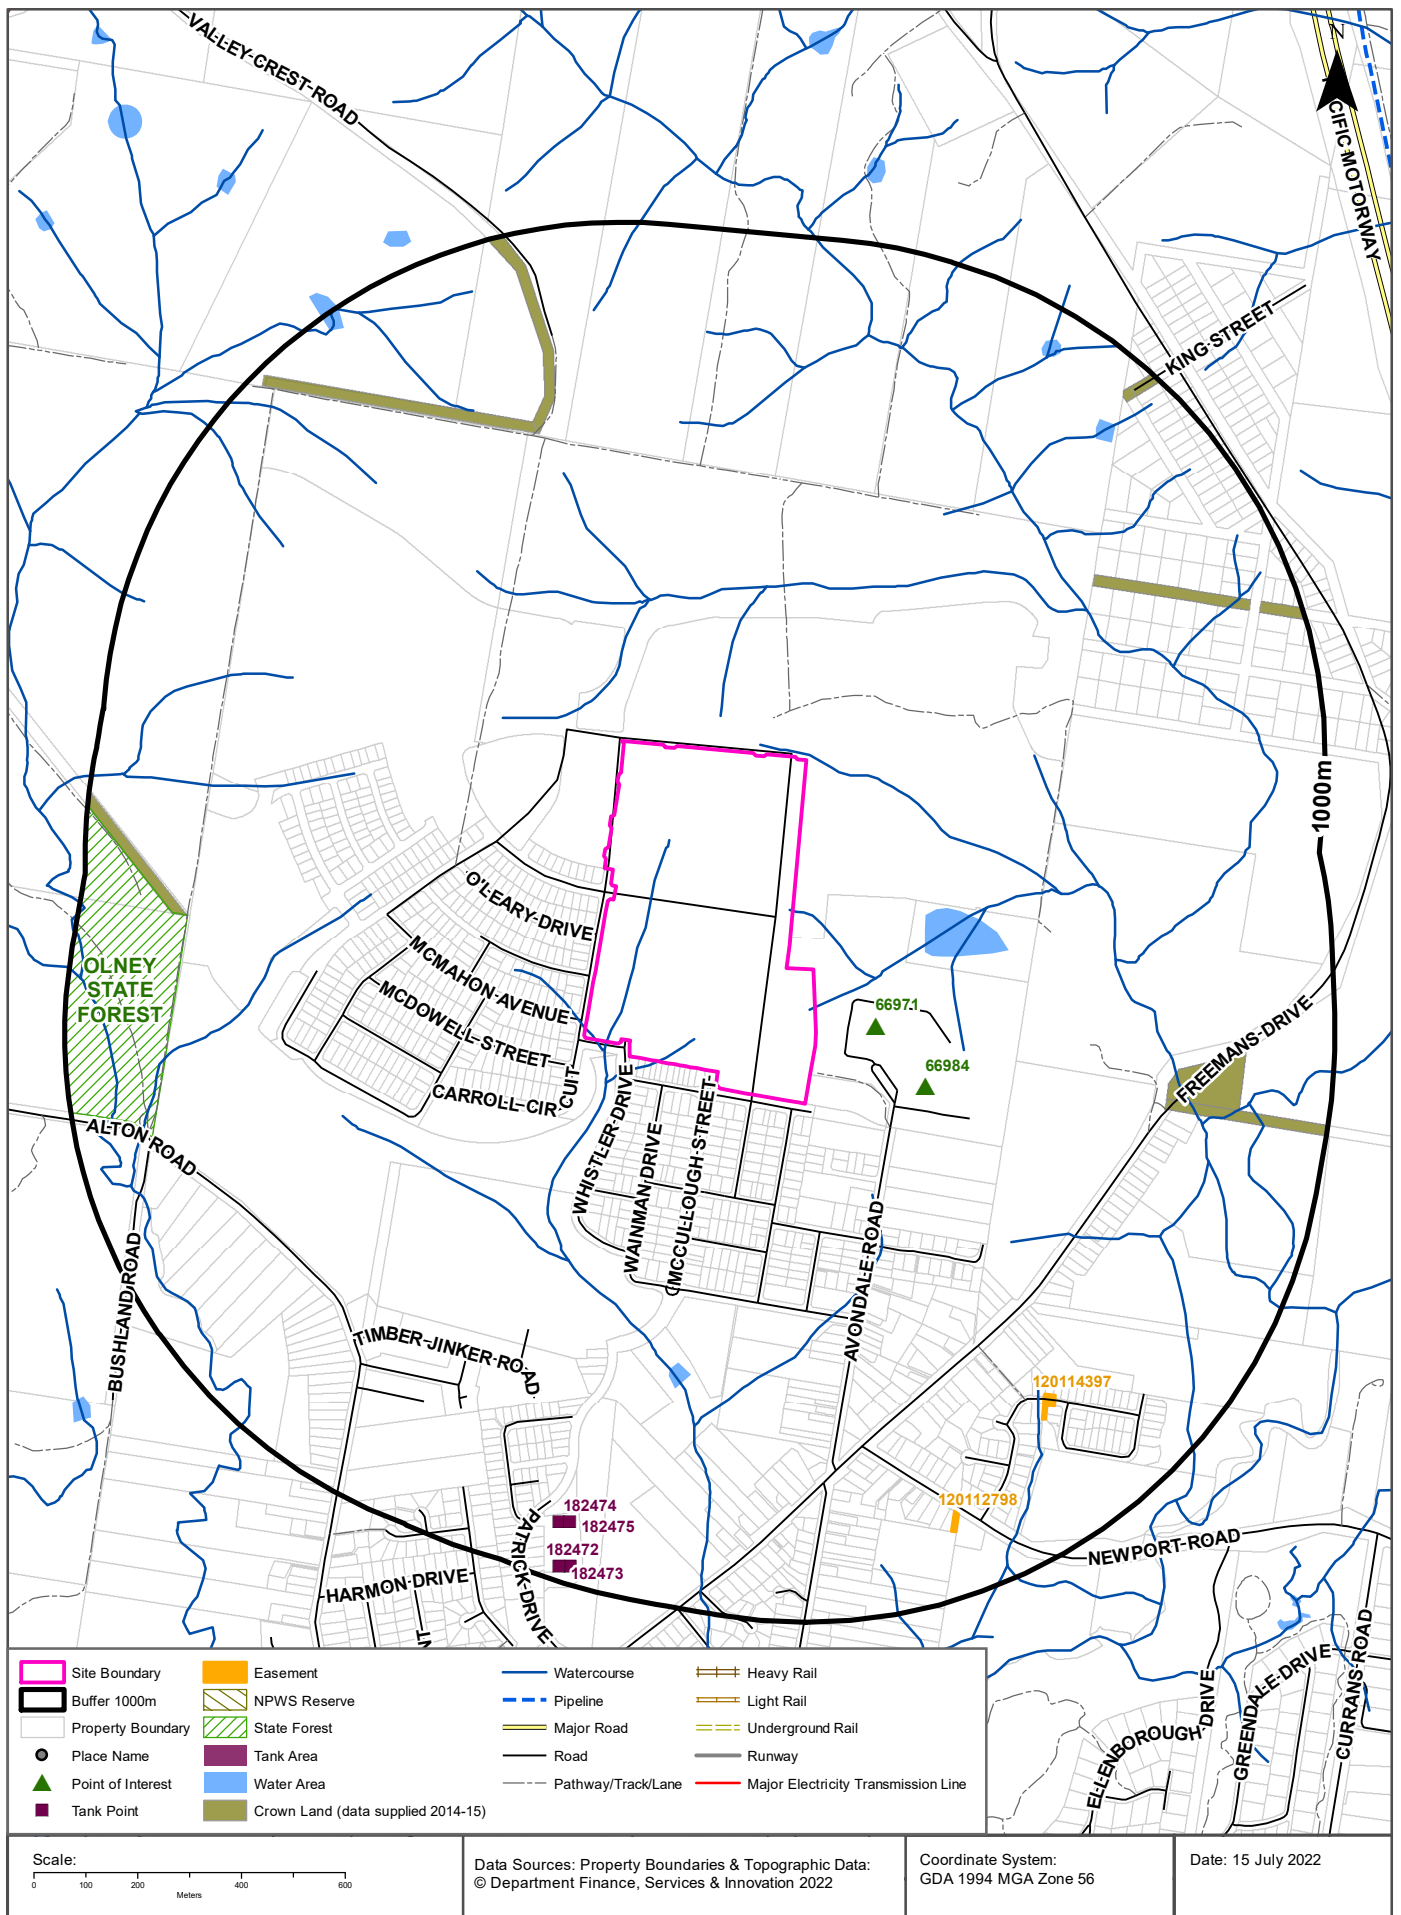 VALLEY CREST ROAD
N
CIFIC MOTORWAY
KING STREET
1000m
O'LEARY DRIVE
MCMAHON AVENUE
MCDOWELL STREET
CARROLL CIRCUIT
OLNEY
STATE
FOREST
66971
66984
FREEMANS DRIVE
ALTON ROAD
WHISTLER DRIVE
WAINMAN DRIVE
MCCULLOUGH STREET
AVONDALE ROAD
BUSHLAND ROAD
TIMBER JINKER ROAD
120114397
120112798
182474
182475
182472
182473
PATRICK DRIVE
HARMON DRIVE
NEWPORT ROAD
ELLENBOROUGH DRIVE
GREENDALE DRIVE
CURRANS ROAD
Site Boundary
Buffer 1000m
Property Boundary
Place Name
Point of Interest
Tank Point
Easement
NPWS Reserve
State Forest
Tank Area
Water Area
Crown Land (data supplied 2014-15)
Watercourse
Pipeline
Major Road
Road
Pathway/Track/Lane
Heavy Rail
Light Rail
Underground Rail
Runway
Major Electricity Transmission Line
Scale:
0 100 200 400 600
Meters
Data Sources: Property Boundaries & Topographic Data:
© Department Finance, Services & Innovation 2022
Coordinate System:
GDA 1994 MGA Zone 56
Date: 15 July 2022